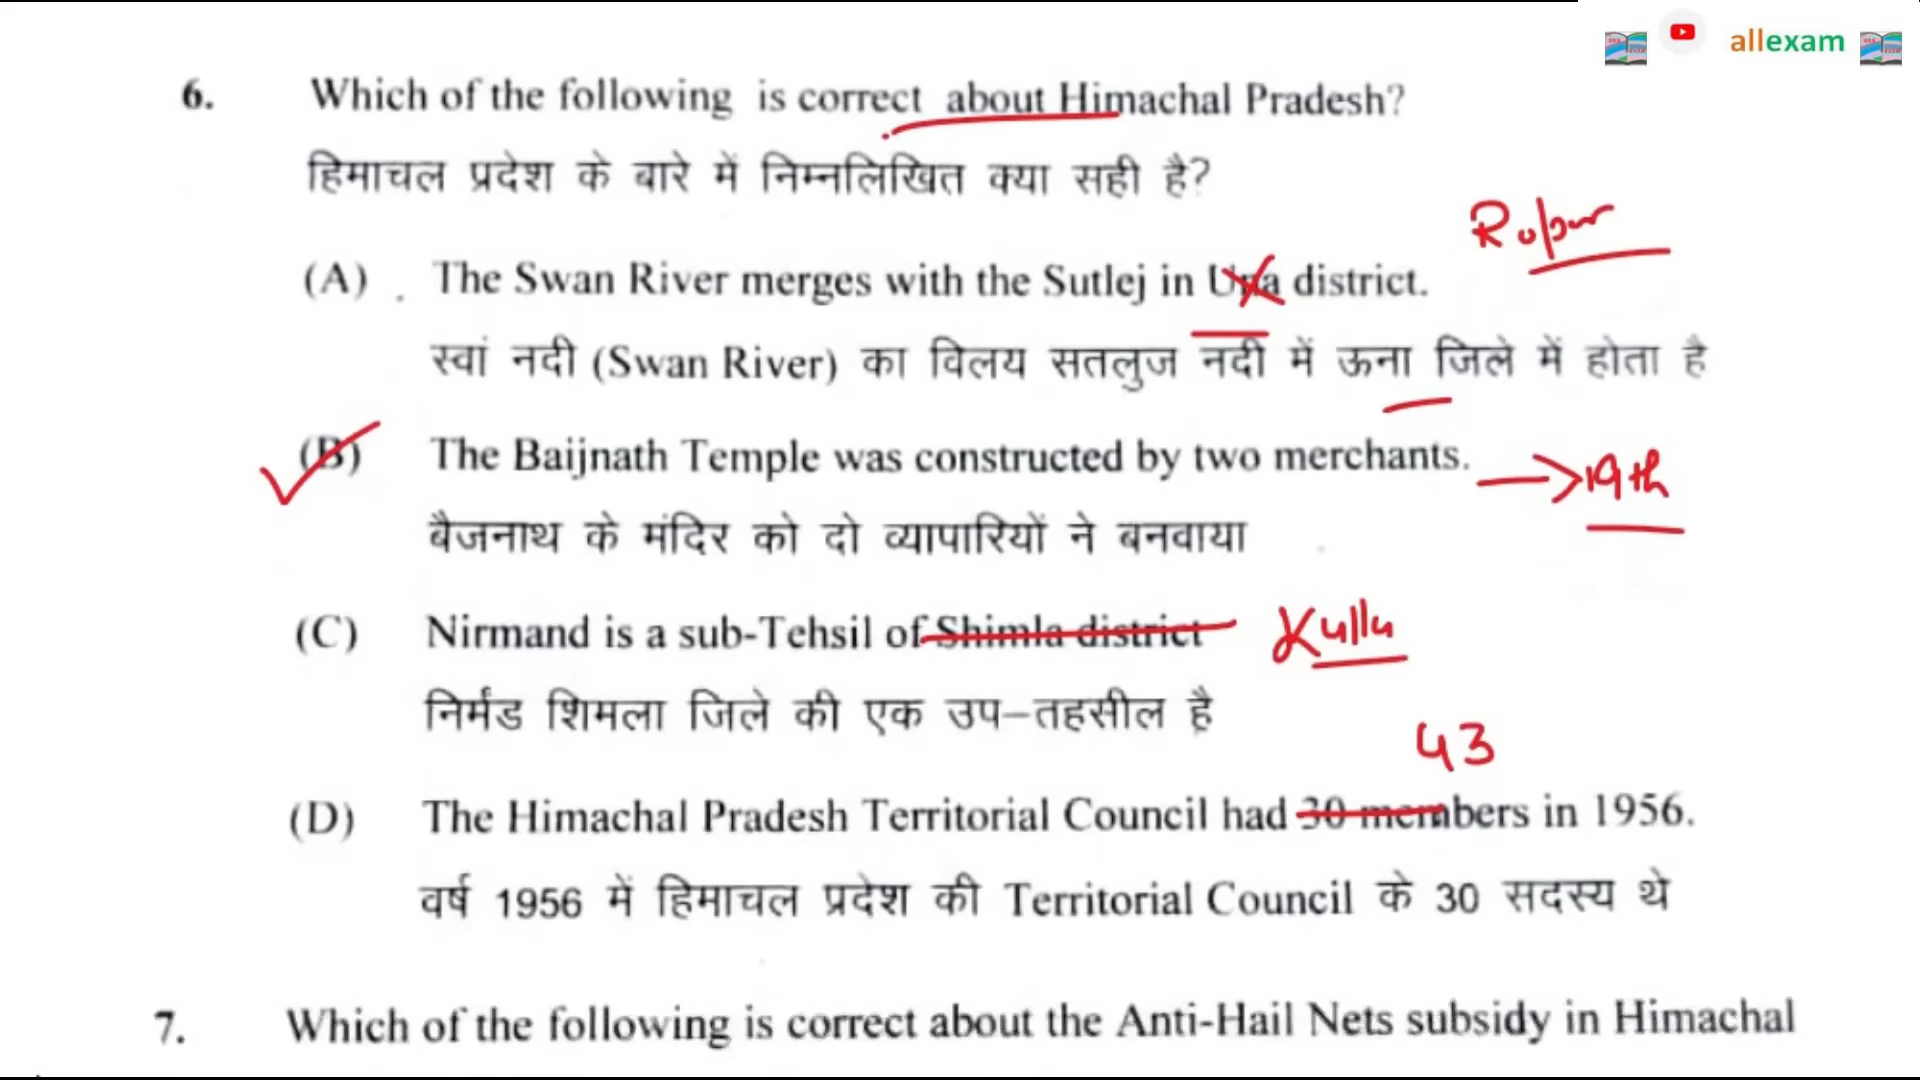 allexam
6. Which of the following is correct about Himachal Pradesh?
हिमाचल प्रदेश के बारे में निम्नलिखित क्या सही है?
Ropar
(A) . The Swan River merges with the Sutlej in Una district.
स्वां नदी (Swan River) का विलय सतलुज नदी में ऊना जिले में होता है
(B) The Baijnath Temple was constructed by two merchants. → 19th
बैजनाथ के मंदिर को दो व्यापारियों ने बनवाया
(C) Nirmand is a sub-Tehsil of Shimla district Kullu
निर्मंड शिमला जिले की एक उप–तहसील है
43
(D) The Himachal Pradesh Territorial Council had 30 members in 1956.
वर्ष 1956 में हिमाचल प्रदेश की Territorial Council के 30 सदस्य थे
7. Which of the following is correct about the Anti-Hail Nets subsidy in Himachal